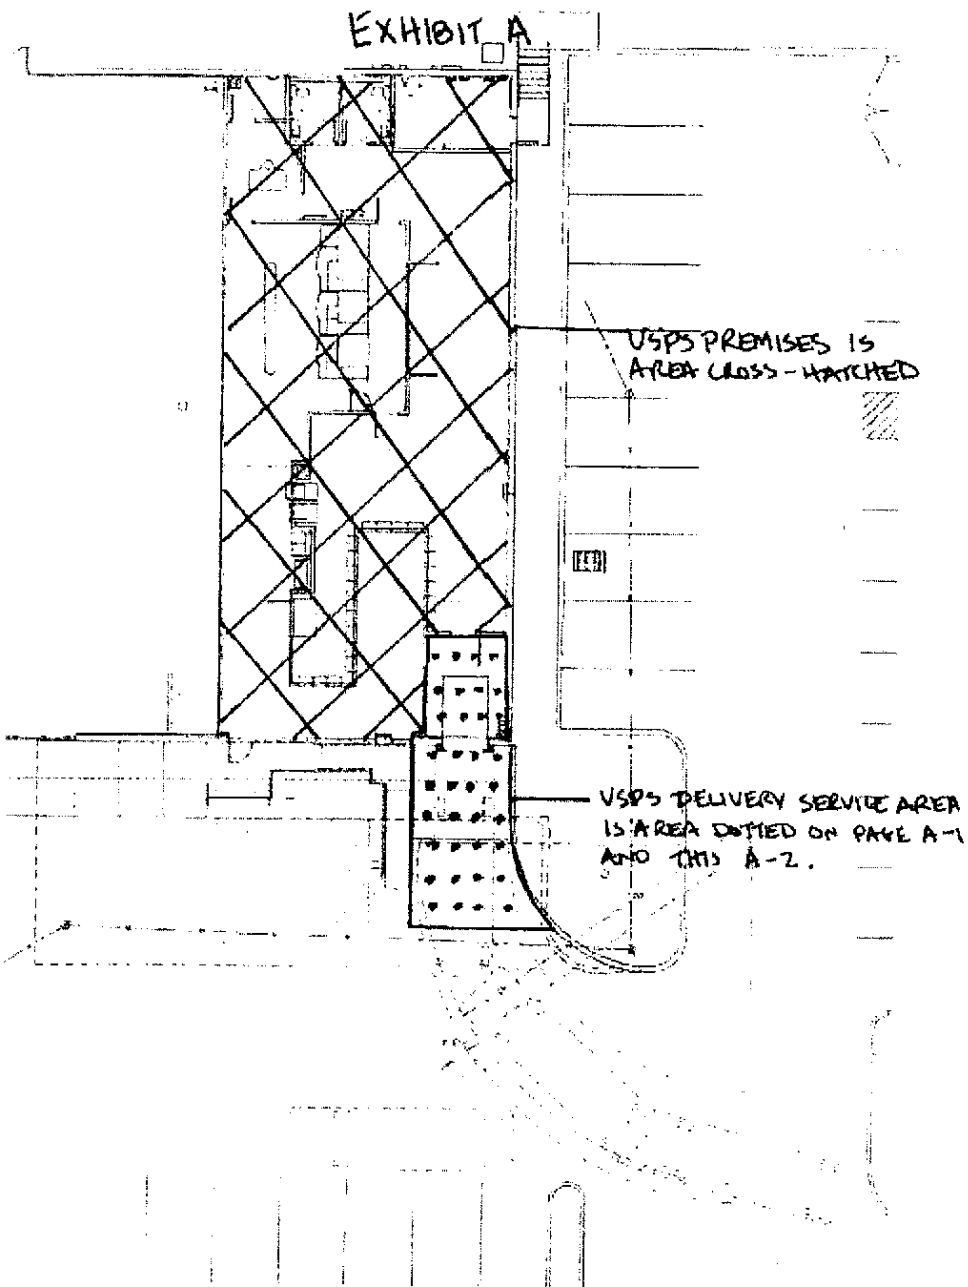 EXHIBIT A
USPS PREMISES IS
AREA CROSS-HATCHED
USPS DELIVERY SERVICE AREA
IS AREA DOTTED ON PAGE A-1
AND THIS A-2.